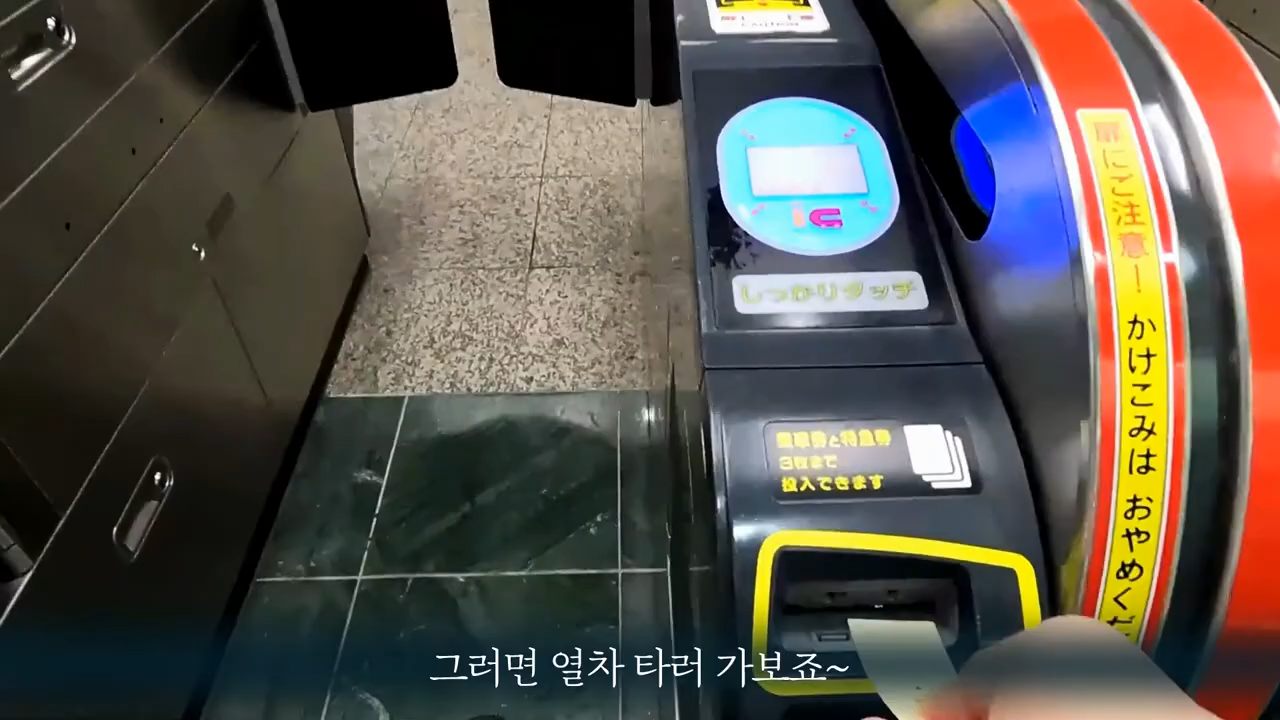 しっかりタッチ
乗車券と特急券
3枚まで
投入できます
扉にご注意! かけこみは おやめくだ
그러면 열차 타러 가보죠~